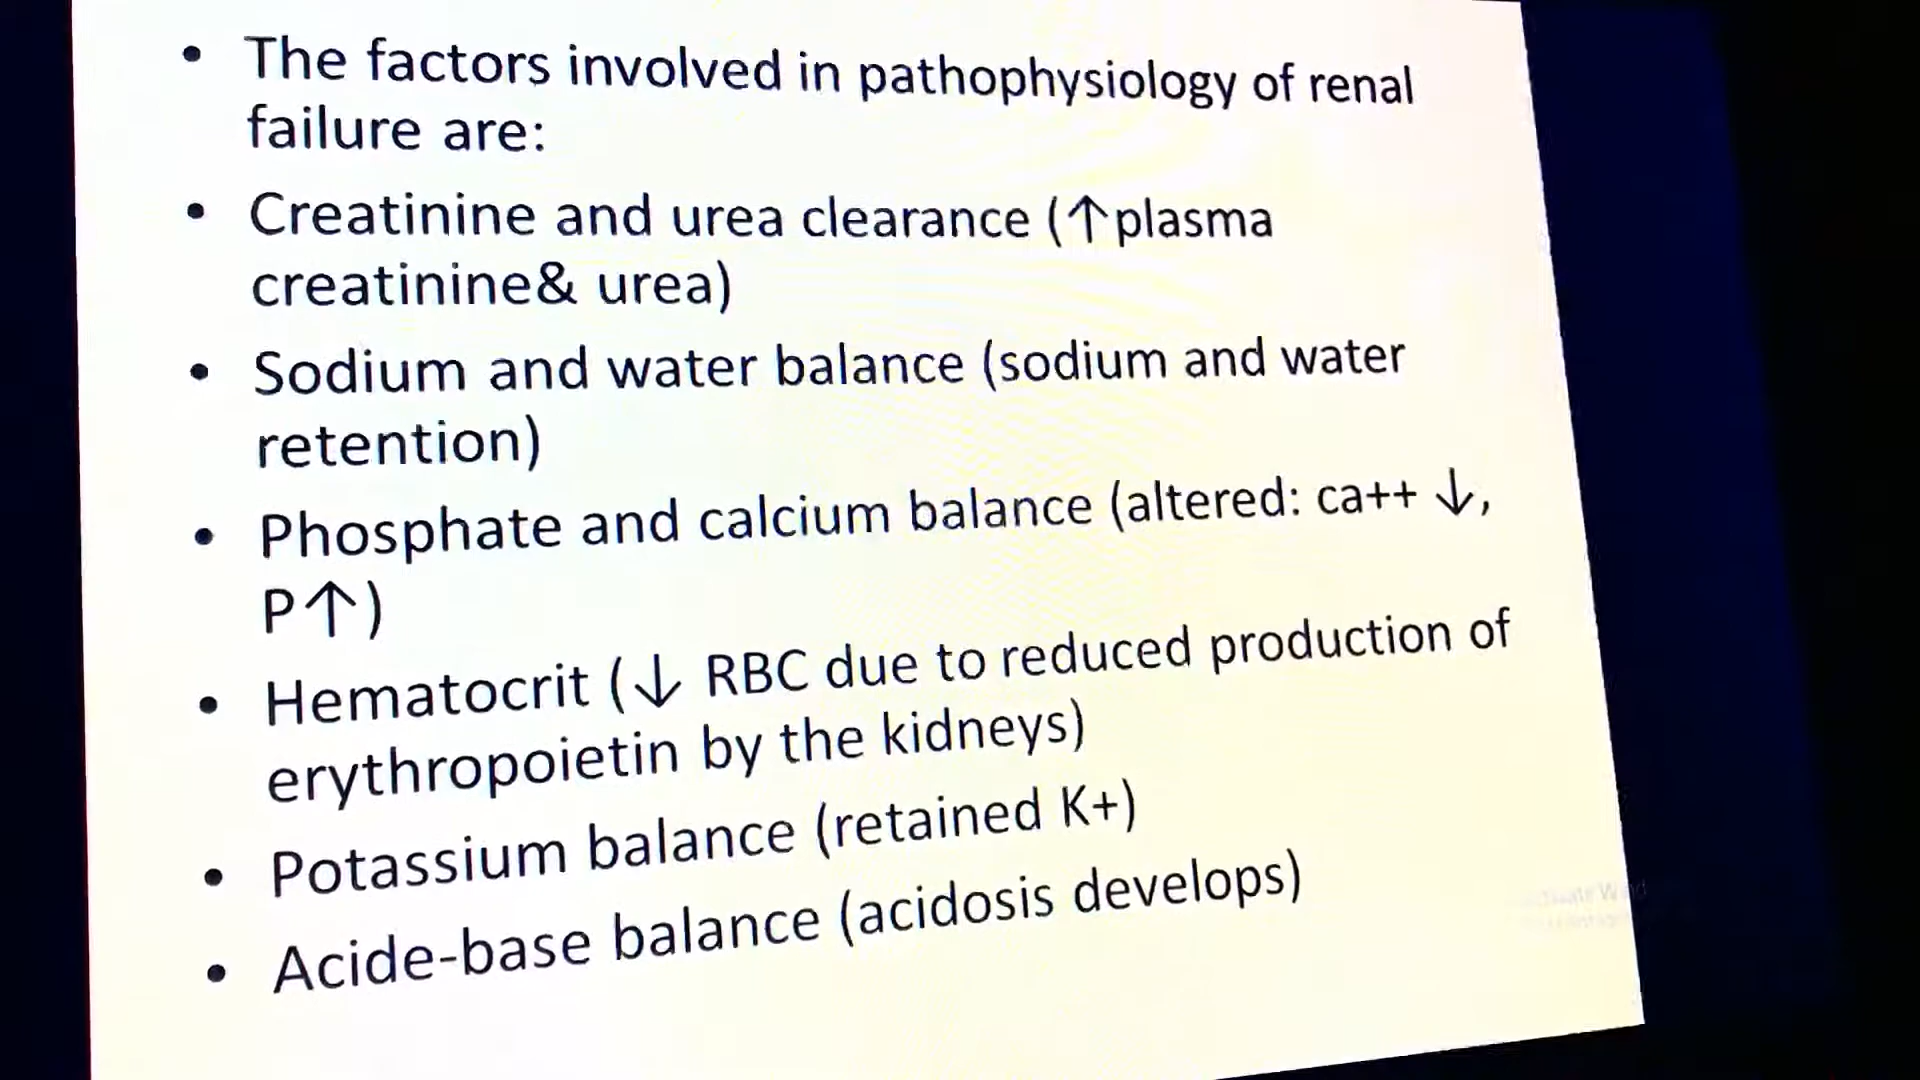 • The factors involved in pathophysiology of renal
failure are:
• Creatinine and urea clearance (↑plasma
creatinine& urea)
• Sodium and water balance (sodium and water
retention)
• Phosphate and calcium balance (altered: ca++ ↓,
P↑)
• Hematocrit (↓ RBC due to reduced production of
erythropoietin by the kidneys)
• Potassium balance (retained K+)
• Acide-base balance (acidosis develops)